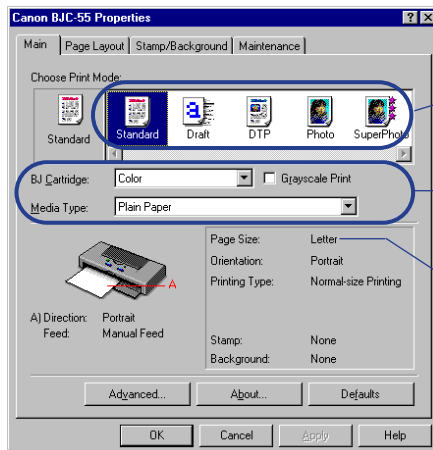 Canon BJC-55 Properties
Main Page Layout Stamp/Background Maintenance
Choose Print Mode:
Standard
Standard Draft DTP Photo SuperPhoto
BJ Cartridge: Color Grayscale Print
Media Type: Plain Paper
A
A) Direction: Portrait
Feed: Manual Feed
Page Size: Letter
Orientation: Portrait
Printing Type: Normal-size Printing
Stamp: None
Background: None
Advanced... About... Defaults
OK Cancel Apply Help